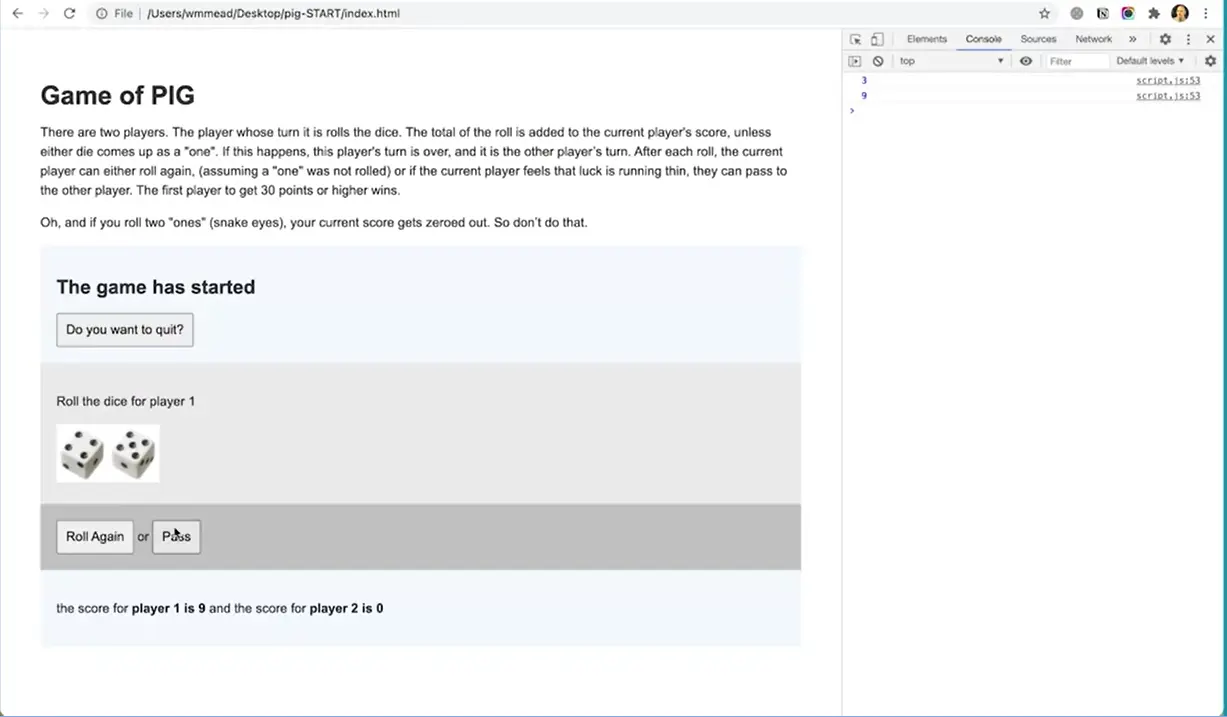 File | /Users/wmmead/Desktop/pig-START/index.html
Elements Console Sources Network »
top Filter Default levels ▼
3 script.js:53
9 script.js:53
>
Game of PIG
There are two players. The player whose turn it is rolls the dice. The total of the roll is added to the current player's score, unless
either die comes up as a "one". If this happens, this player's turn is over, and it is the other player's turn. After each roll, the current
player can either roll again, (assuming a "one" was not rolled) or if the current player feels that luck is running thin, they can pass to
the other player. The first player to get 30 points or higher wins.
Oh, and if you roll two "ones" (snake eyes), your current score gets zeroed out. So don't do that.
The game has started
Do you want to quit?
Roll the dice for player 1
Roll Again or Pass
the score for player 1 is 9 and the score for player 2 is 0